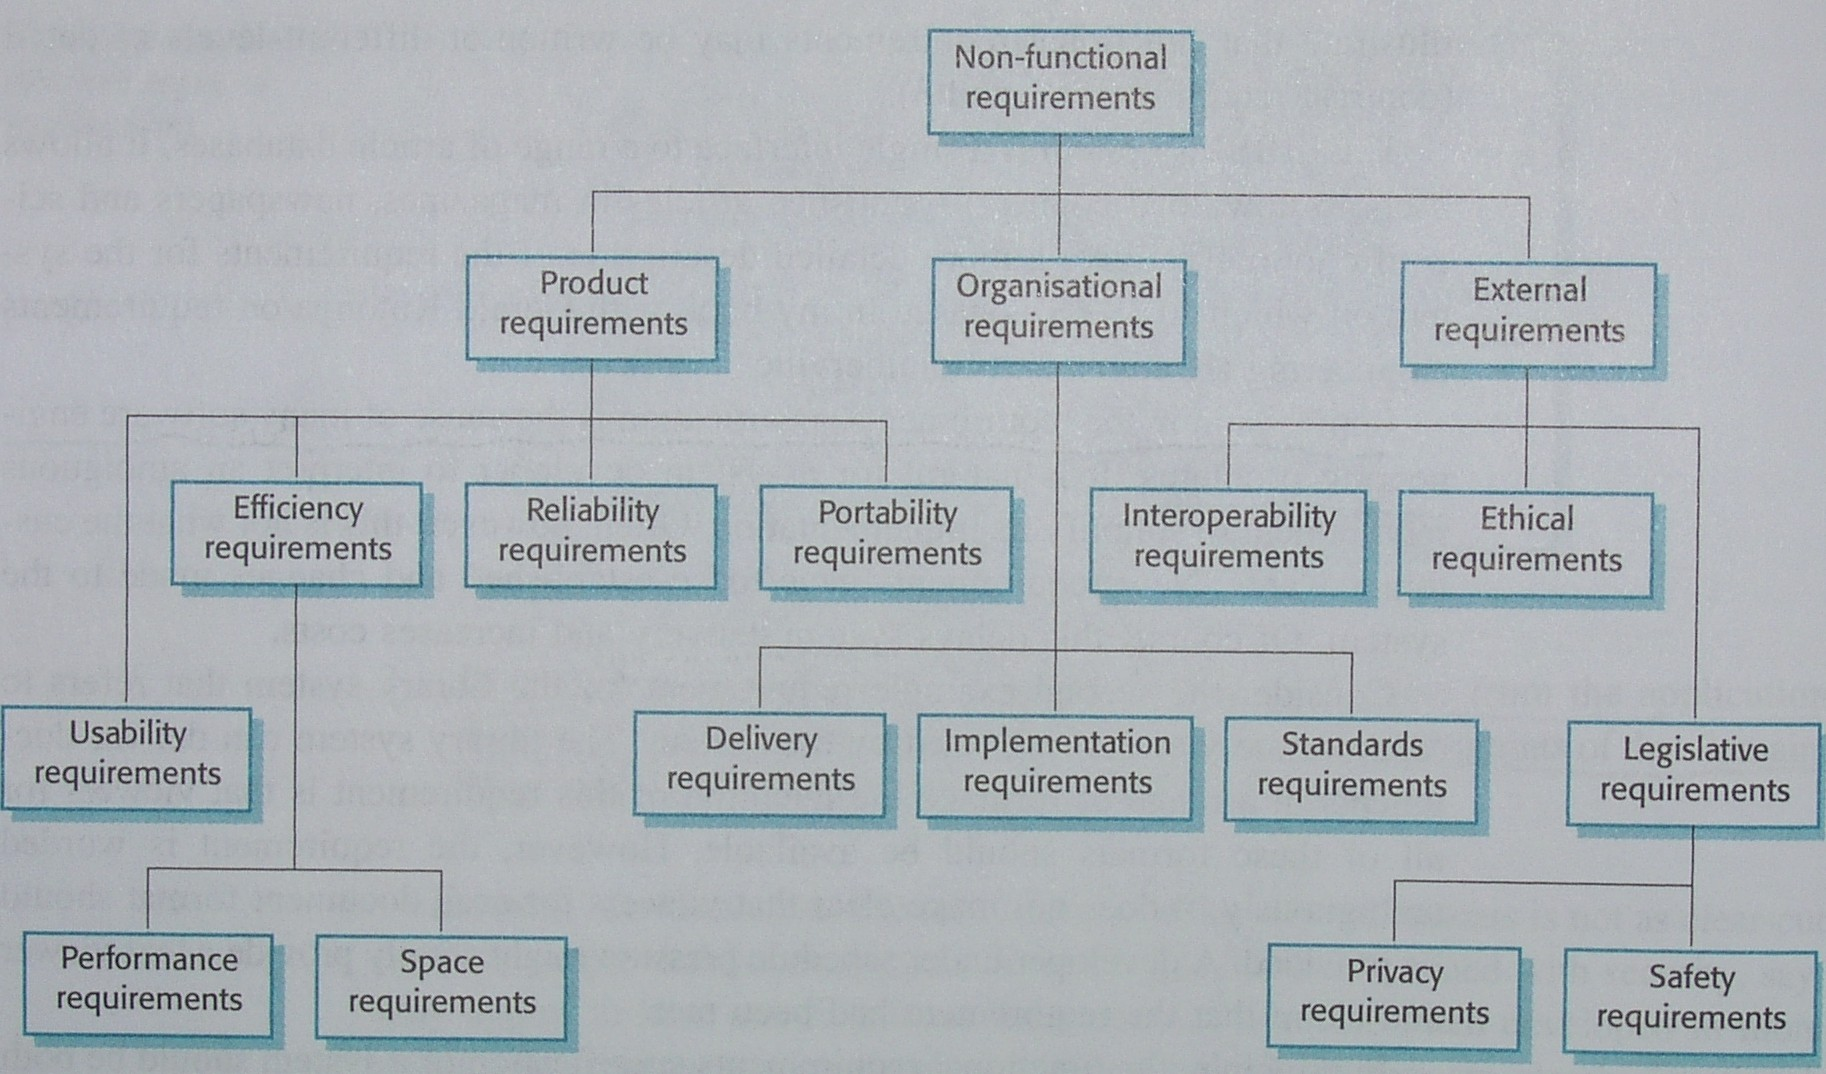 Non-functional
requirements
Product
requirements
Organisational
requirements
External
requirements
Efficiency
requirements
Reliability
requirements
Portability
requirements
Interoperability
requirements
Ethical
requirements
Usability
requirements
Delivery
requirements
Implementation
requirements
Standards
requirements
Legislative
requirements
Performance
requirements
Space
requirements
Privacy
requirements
Safety
requirements